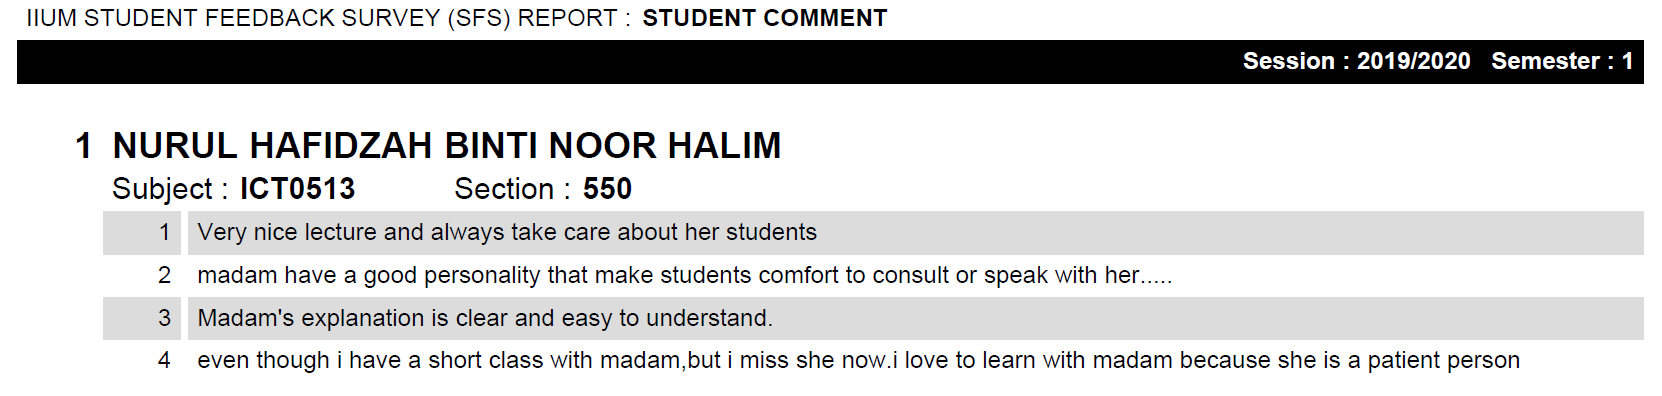 IIUM STUDENT FEEDBACK SURVEY (SFS) REPORT : STUDENT COMMENT
Session : 2019/2020 Semester : 1
1 NURUL HAFIDZAH BINTI NOOR HALIM
Subject : ICT0513 Section : 550
1 Very nice lecture and always take care about her students
2 madam have a good personality that make students comfort to consult or speak with her.....
3 Madam's explanation is clear and easy to understand.
4 even though i have a short class with madam,but i miss she now.i love to learn with madam because she is a patient person